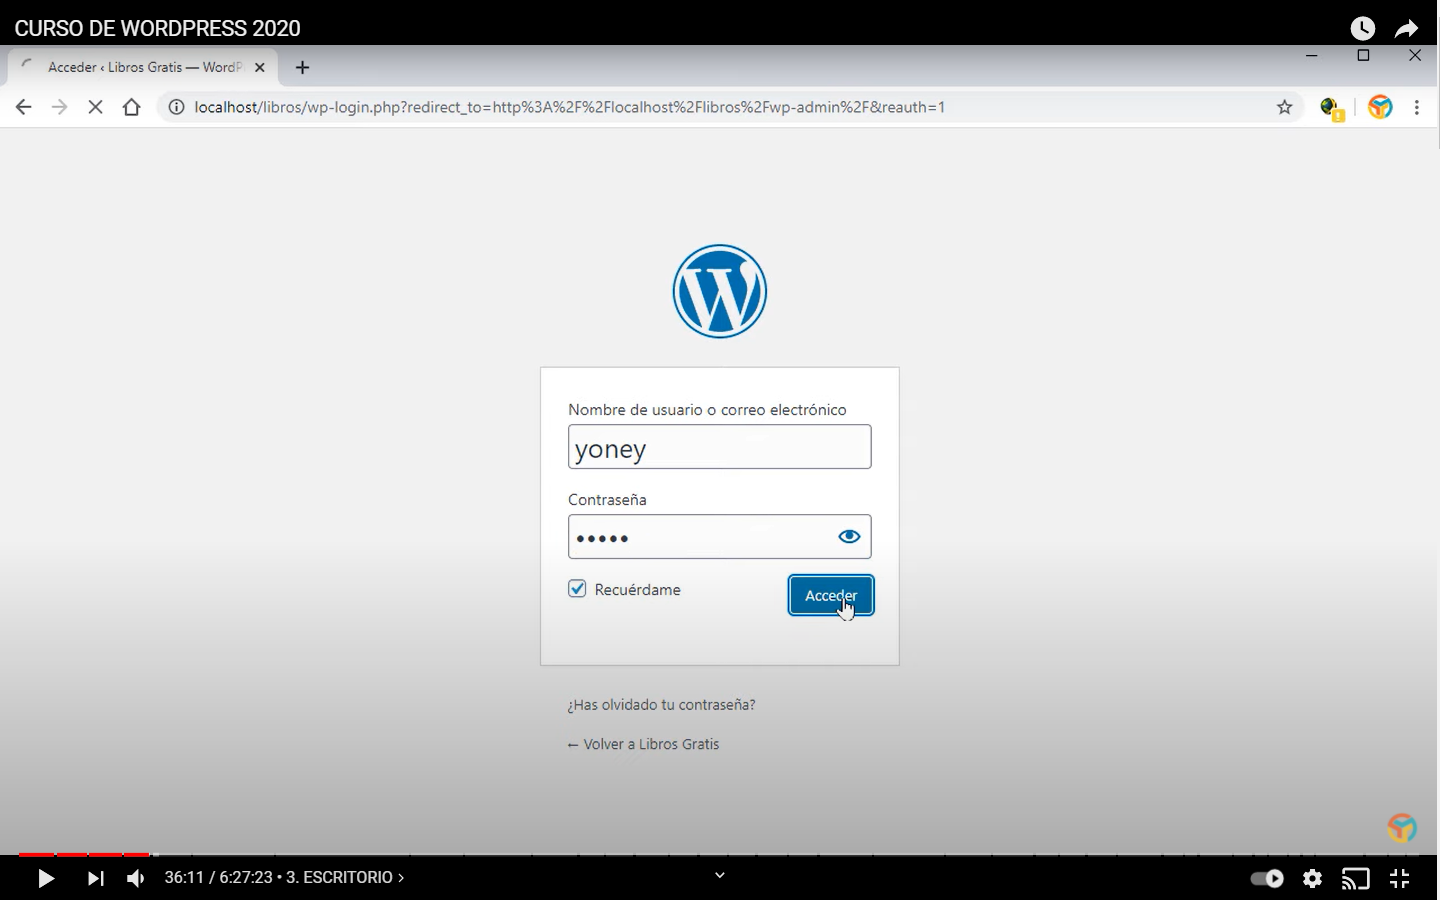 CURSO DE WORDPRESS 2020
Acceder ‹ Libros Gratis — WordP
localhost/libros/wp-login.php?redirect_to=http%3A%2F%2Flocalhost%2Flibros%2Fwp-admin%2F&reauth=1
Nombre de usuario o correo electrónico
yoney
Contraseña
•••••
Recuérdame
Acceder
¿Has olvidado tu contraseña?
← Volver a Libros Gratis
36:11 / 6:27:23 • 3. ESCRITORIO ›